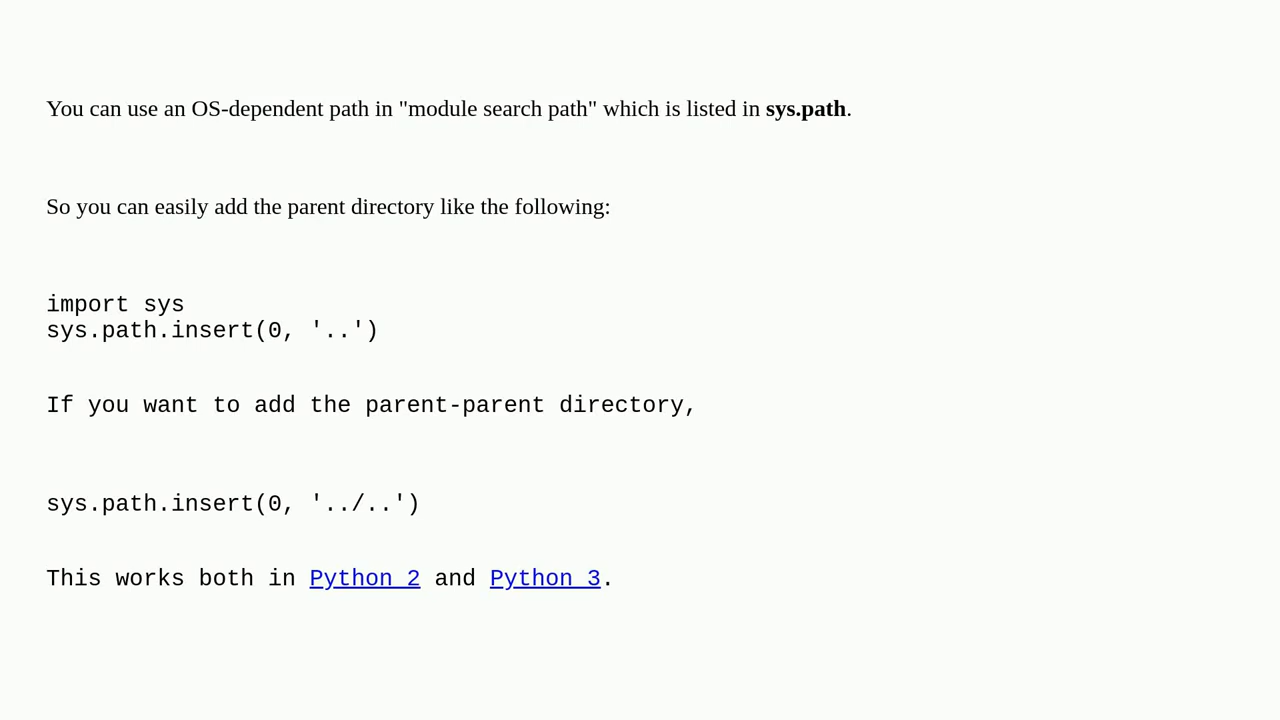 You can use an OS-dependent path in "module search path" which is listed in sys.path.
So you can easily add the parent directory like the following:
import sys
sys.path.insert(0, '..')
If you want to add the parent-parent directory,
sys.path.insert(0, '../..')
This works both in Python 2 and Python 3.